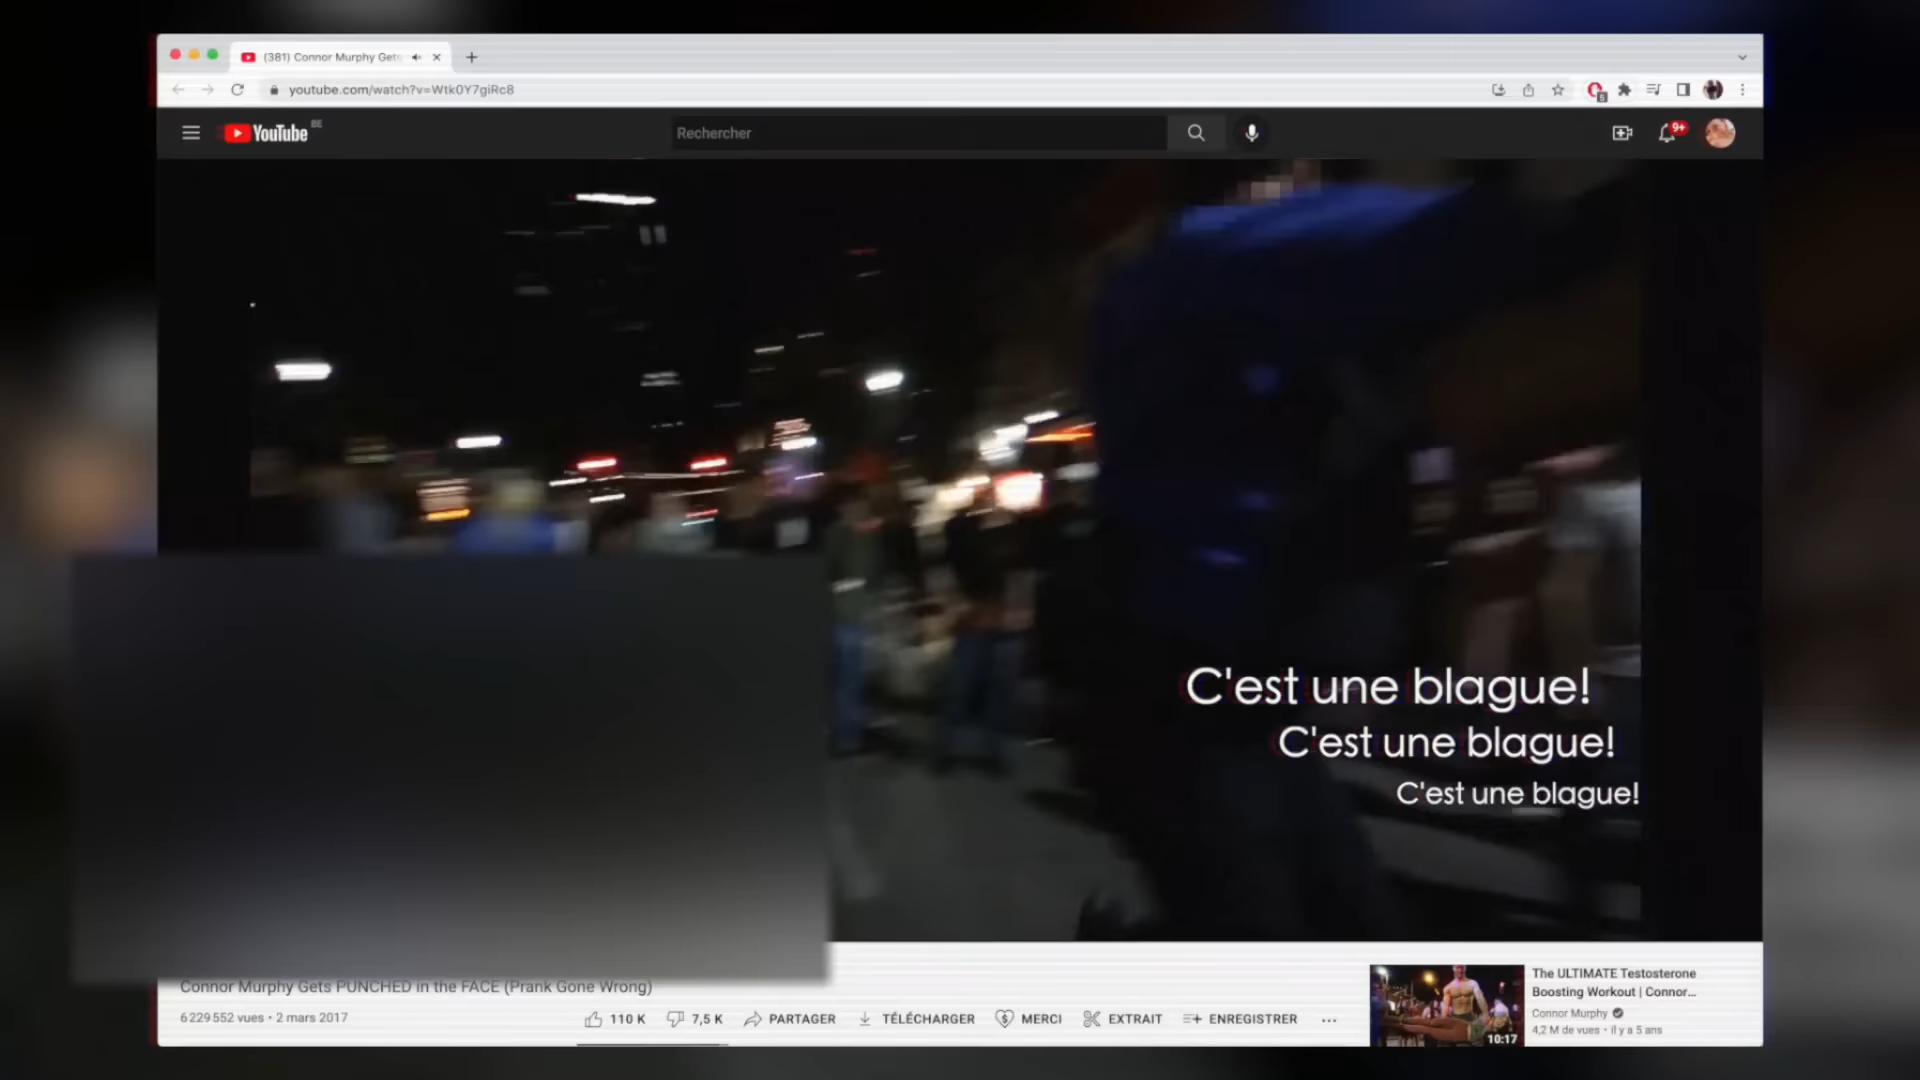 (381) Connor Murphy Gets
youtube.com/watch?v=Wtk0Y7giRc8
YouTube BE
Rechercher
9+
C'est une blague!
C'est une blague!
C'est une blague!
Connor Murphy Gets PUNCHED in the FACE (Prank Gone Wrong)
6 229 552 vues • 2 mars 2017
110 K
7,5 K
PARTAGER
TÉLÉCHARGER
MERCI
EXTRAIT
ENREGISTRER
The ULTIMATE Testosterone
Boosting Workout | Connor...
Connor Murphy
4,2 M de vues • il y a 5 ans
10:17